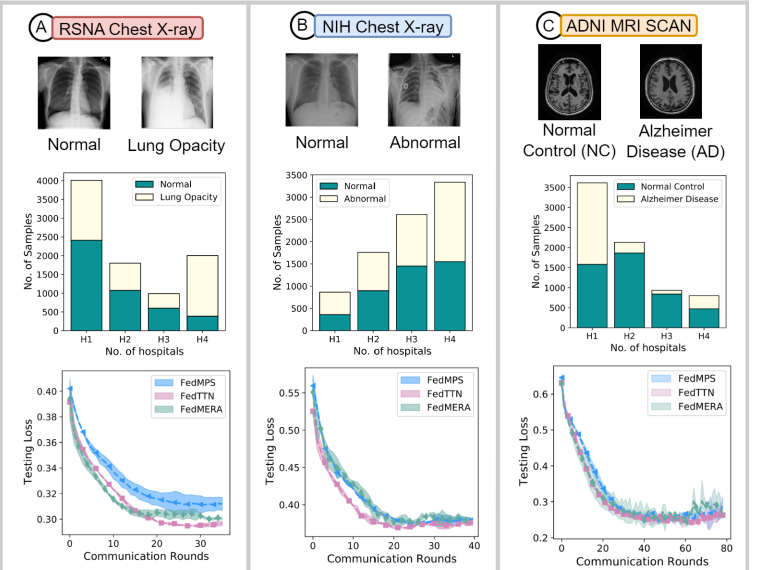 A RSNA Chest X-ray
Normal
Lung Opacity
No. of Samples
4000
3500
3000
2500
2000
1500
1000
500
0
Normal
Lung Opacity
H1 H2 H3 H4
No. of hospitals
Testing Loss
0.40
0.38
0.36
0.34
0.32
0.30
FedMPS
FedTTN
FedMERA
0 10 20 30
Communication Rounds
B NIH Chest X-ray
Normal
Abnormal
No. of Samples
3500
3000
2500
2000
1500
1000
500
0
Normal
Abnormal
H1 H2 H3 H4
No. of hospitals
Testing Loss
0.55
0.50
0.45
0.40
FedMPS
FedTTN
FedMERA
0 10 20 30 40
Communication Rounds
C ADNI MRI SCAN
Normal
Control (NC)
Alzheimer
Disease (AD)
No. of Samples
3500
3000
2500
2000
1500
1000
500
0
Normal Control
Alzheimer Disease
H1 H2 H3 H4
No. of hospitals
Testing Loss
0.6
0.5
0.4
0.3
0.2
FedMPS
FedTTN
FedMERA
0 20 40 60 80
Communication Rounds